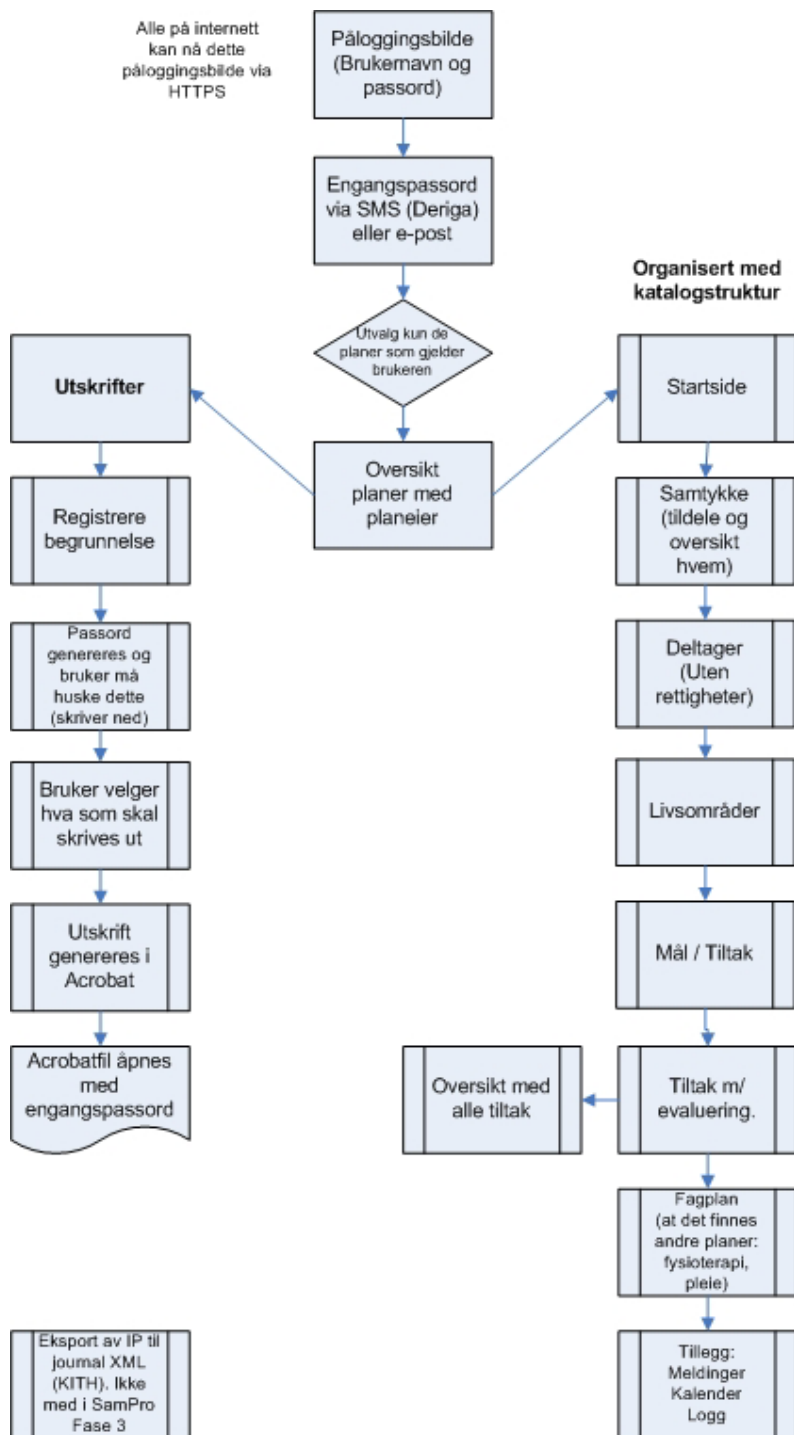 Alle på internett
kan nå dette
påloggingsbilde via
HTTPS
Påloggingsbilde
(Brukernavn og
passord)
Engangspassord
via SMS (Deriga)
eller e-post
Utvalg kun de
planer som gjelder
brukeren
Oversikt
planer med
planeier
Utskrifter
Registrere
begrunnelse
Passord
genereres og
bruker må
huske dette
(skriver ned)
Bruker velger
hva som skal
skrives ut
Utskrift
genereres i
Acrobat
Acrobatfil åpnes
med
engangspassord
Eksport av IP til
journal XML
(KITH). Ikke
med i SamPro
Fase 3
Organisert med
katalogstruktur
Startside
Samtykke
(tildele og
oversikt
hvem)
Deltager
(Uten
rettigheter)
Livsområder
Mål / Tiltak
Tiltak m/
evaluering.
Oversikt med
alle tiltak
Fagplan
(at det finnes
andre planer:
fysioterapi,
pleie)
Tillegg:
Meldinger
Kalender
Logg